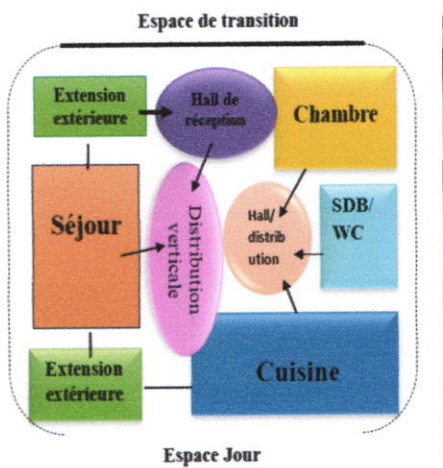 Espace de transition
Extension
extérieure
Hall de
réception
Chambre
Séjour
Distribution
verticale
Hall/
distrib
ution
SDB/
WC
Extension
extérieure
Cuisine
Espace Jour